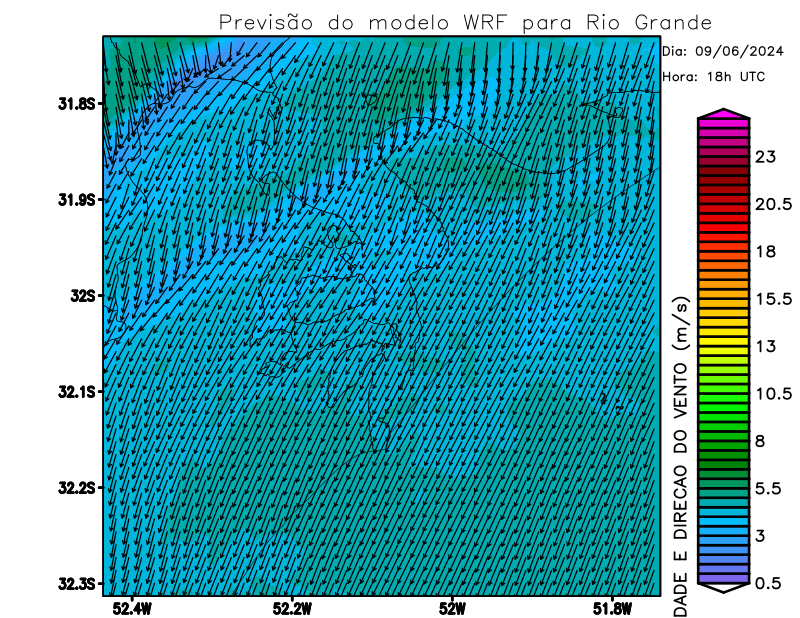 Previsão do modelo WRF para Rio Grande
Dia: 09/06/2024
Hora: 18h UTC
31.8S
31.9S
32S
32.1S
32.2S
32.3S
52.4W
52.2W
52W
51.8W
23
20.5
18
15.5
13
10.5
8
5.5
3
0.5
DADE E DIRECAO DO VENTO (m/s)